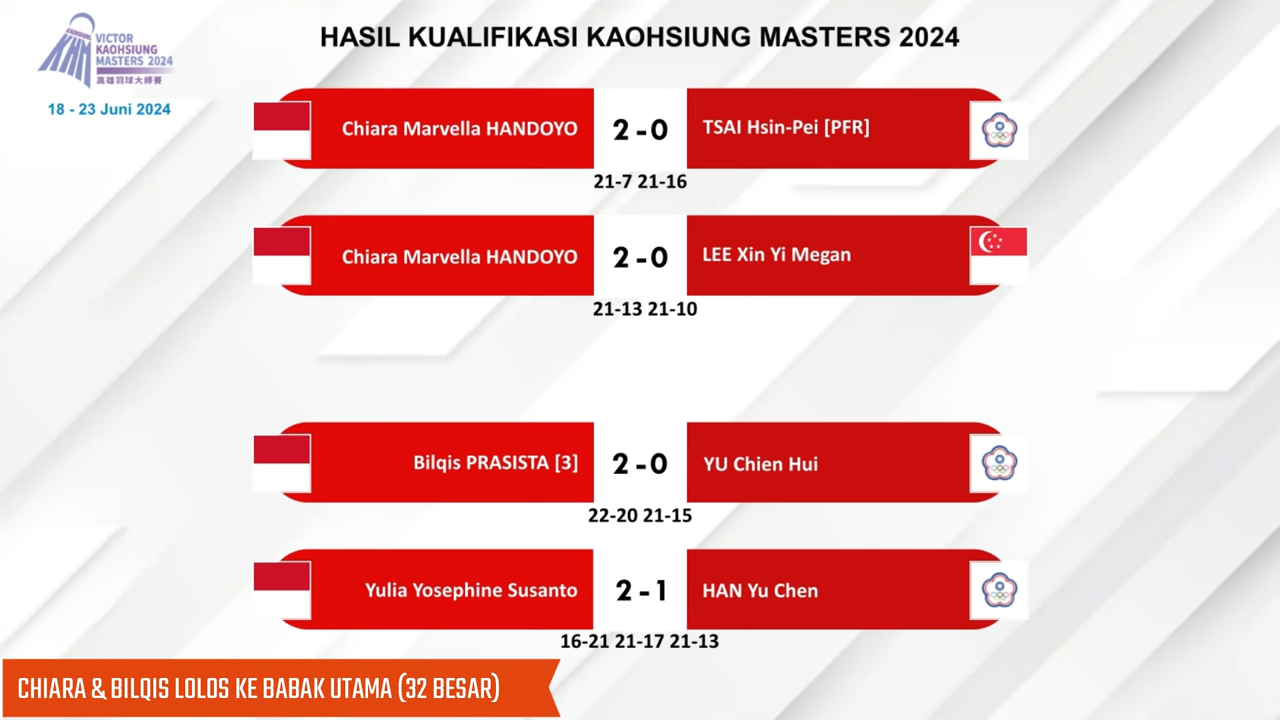 HASIL KUALIFIKASI KAOHSIUNG MASTERS 2024
KAOHSIUNG
VICTOR
KAOHSIUNG
MASTERS 2024
高雄羽球大師賽
18 - 23 Juni 2024
Chiara Marvella HANDOYO
2 - 0
TSAI Hsin-Pei [PFR]
21-7 21-16
Chiara Marvella HANDOYO
2 - 0
LEE Xin Yi Megan
21-13 21-10
Bilqis PRASISTA [3]
2 - 0
YU Chien Hui
22-20 21-15
Yulia Yosephine Susanto
2 - 1
HAN Yu Chen
16-21 21-17 21-13
CHIARA & BILQIS LOLOS KE BABAK UTAMA (32 BESAR)